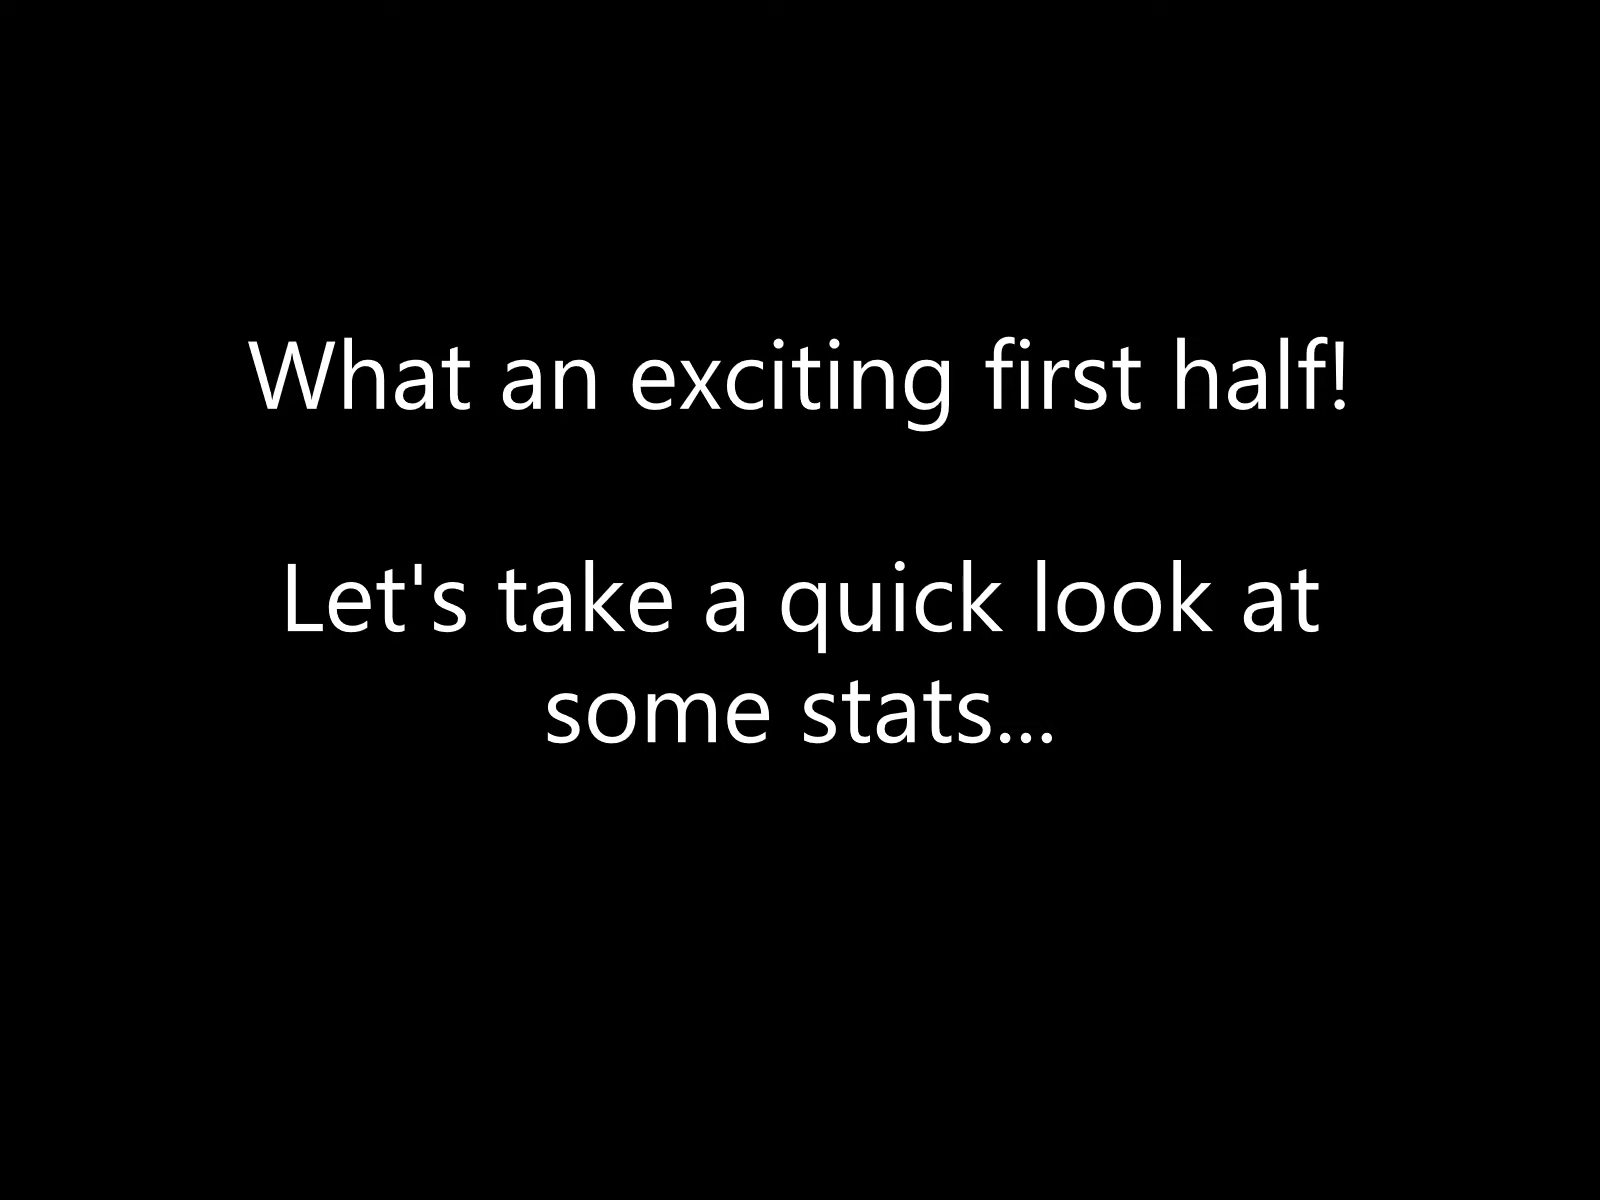 What an exciting first half!
Let's take a quick look at
some stats...